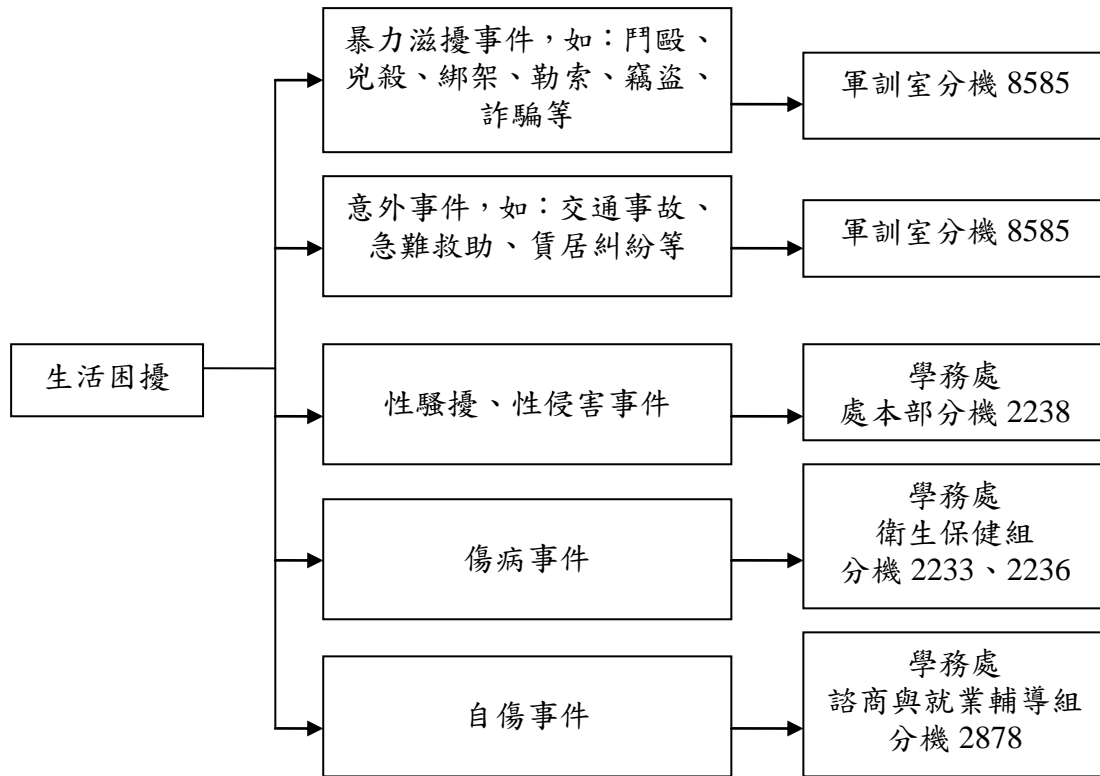 生活困擾
暴力滋擾事件，如：鬥毆、
兇殺、綁架、勒索、竊盜、
詐騙等
軍訓室分機 8585
意外事件，如：交通事故、
急難救助、賃居糾紛等
軍訓室分機 8585
性騷擾、性侵害事件
學務處
處本部分機 2238
傷病事件
學務處
衛生保健組
分機 2233、2236
自傷事件
學務處
諮商與就業輔導組
分機 2878